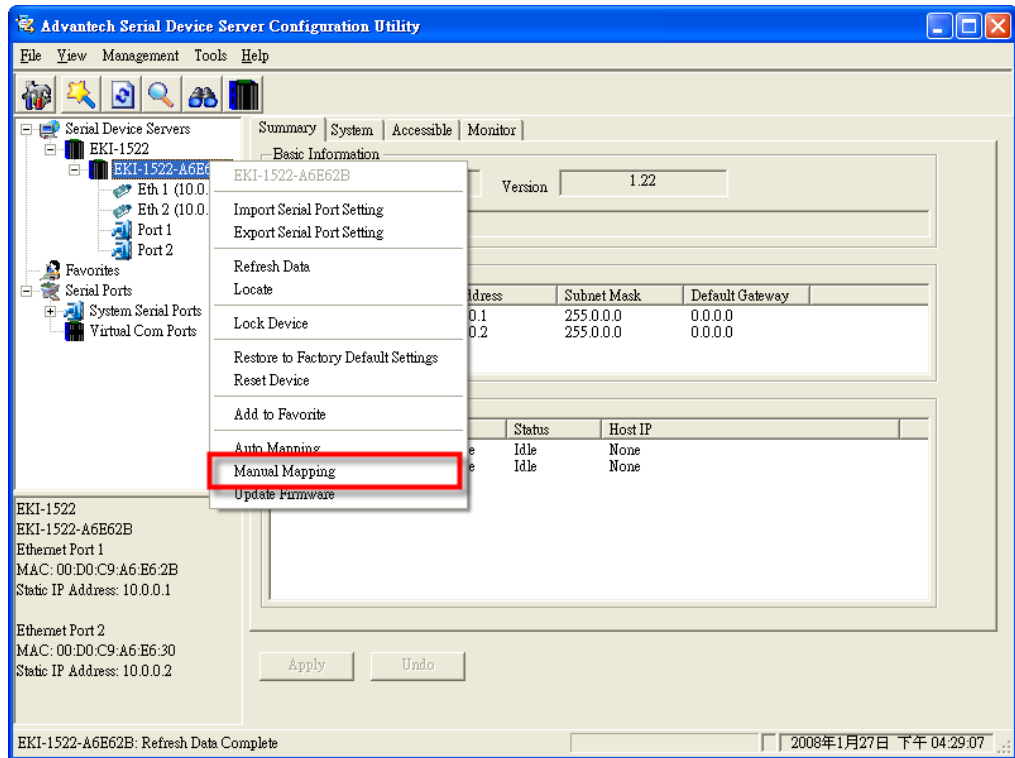 Advantech Serial Device Server Configuration Utility
File View Management Tools Help
Serial Device Servers
EKI-1522
EKI-1522-A6E6
Eth 1 (10.0.
Eth 2 (10.0.
Port 1
Port 2
Favorites
Serial Ports
System Serial Ports
Virtual Com Ports
EKI-1522-A6E62B
Import Serial Port Setting
Export Serial Port Setting
Refresh Data
Locate
Lock Device
Restore to Factory Default Settings
Reset Device
Add to Favorite
Auto Mapping
Manual Mapping
Update Firmware
Summary System Accessible Monitor
Basic Information
Version 1.22
ddress Subnet Mask Default Gateway
0.1 255.0.0.0 0.0.0.0
0.2 255.0.0.0 0.0.0.0
Status Host IP
e Idle None
e Idle None
Apply Undo
EKI-1522
EKI-1522-A6E62B
Ethernet Port 1
MAC: 00:D0:C9:A6:E6:2B
Static IP Address: 10.0.0.1
Ethernet Port 2
MAC: 00:D0:C9:A6:E6:30
Static IP Address: 10.0.0.2
EKI-1522-A6E62B: Refresh Data Complete
2008年1月27日 下午 04:29:07